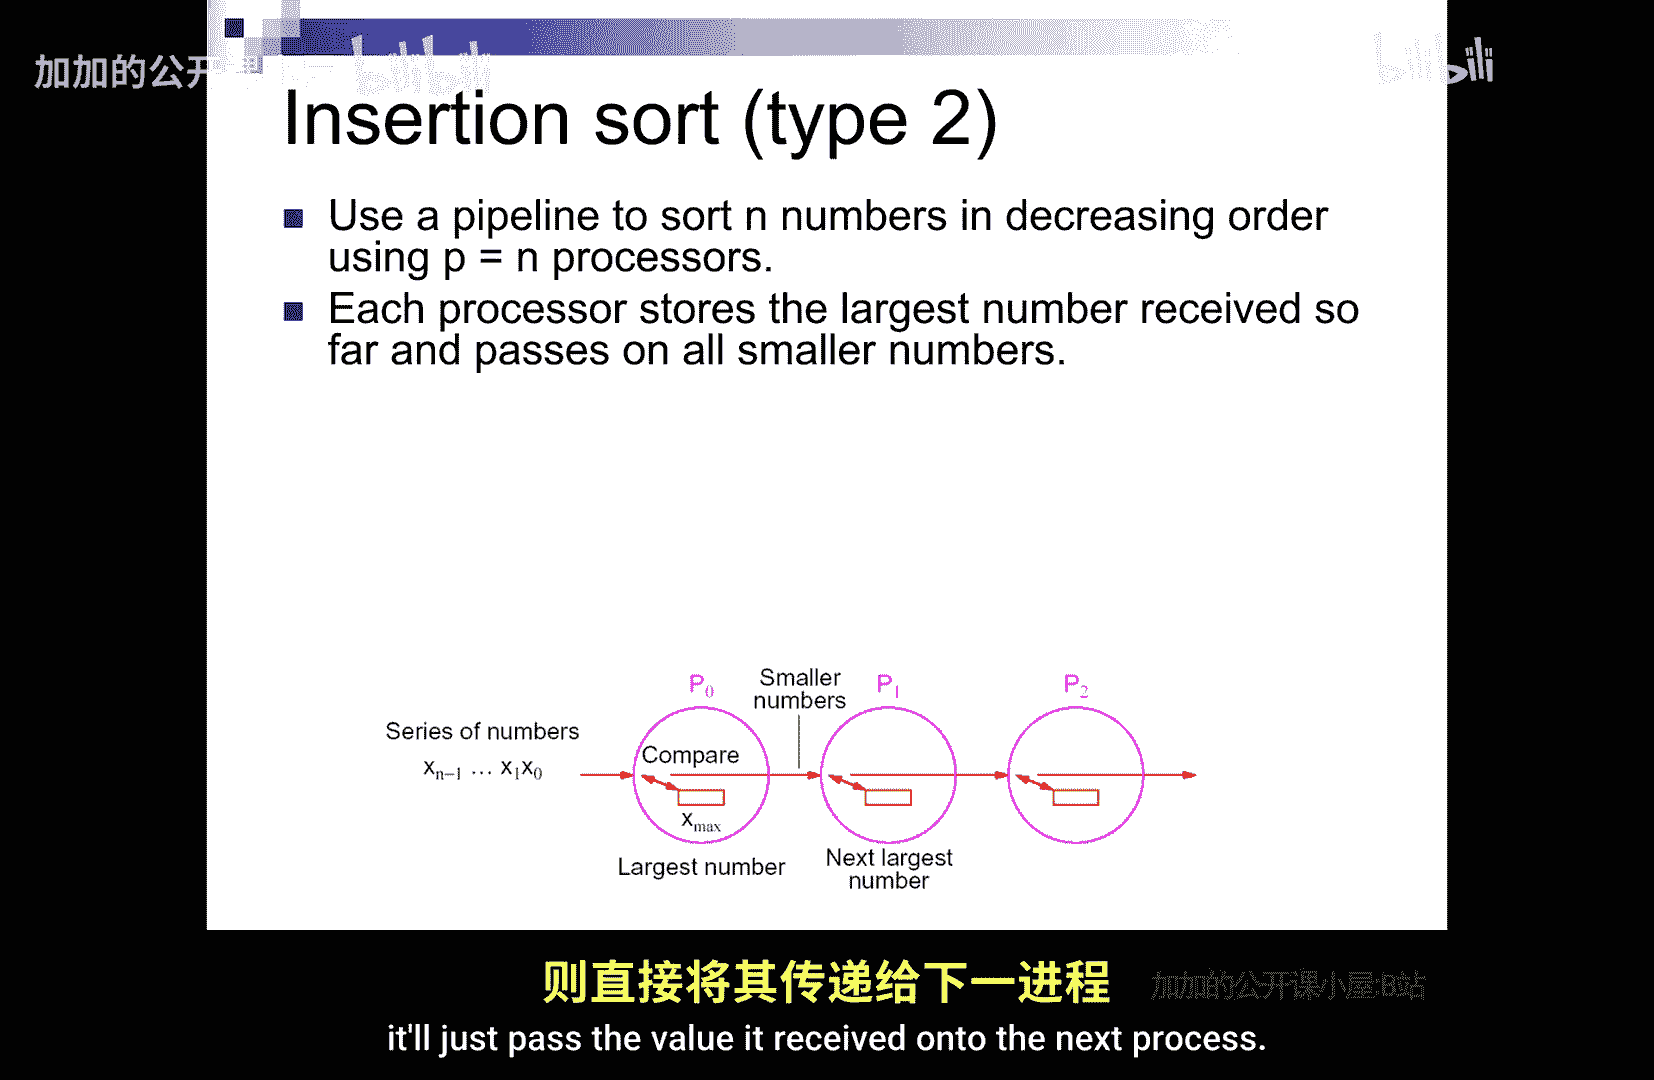 加加的公开
bilibili
bilibili
Insertion sort (type 2)
Use a pipeline to sort n numbers in decreasing order
using p = n processors.
Each processor stores the largest number received so
far and passes on all smaller numbers.
Series of numbers
xn−1 … x1x0
P0
Compare
xmax
Largest number
Smaller
numbers
P1
Next largest
number
P2
则直接将其传递给下一进程
加加的公开课小屋:B站
it'll just pass the value it received onto the next process.